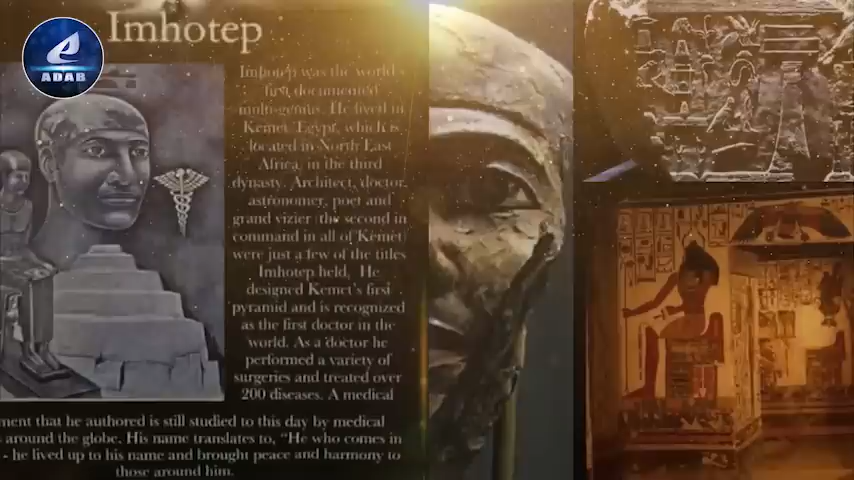 ADAB
Imhotep
Imhotep was the world's
first documented
multi-genius. He lived in
Kemet/Egypt, which is
located in North East
Africa, in the third
dynasty. Architect, doctor,
astronomer, poet and
grand vizier (the second in
command in all of Kemet)
were just a few of the titles
Imhotep held. He
designed Kemet's first
pyramid and is recognized
as the first doctor in the
world. As a doctor he
performed a variety of
surgeries and treated over
200 diseases. A medical
ment that he authored is still studied to this day by medical
around the globe. His name translates to, "He who comes in
- he lived up to his name and brought peace and harmony to
those around him.